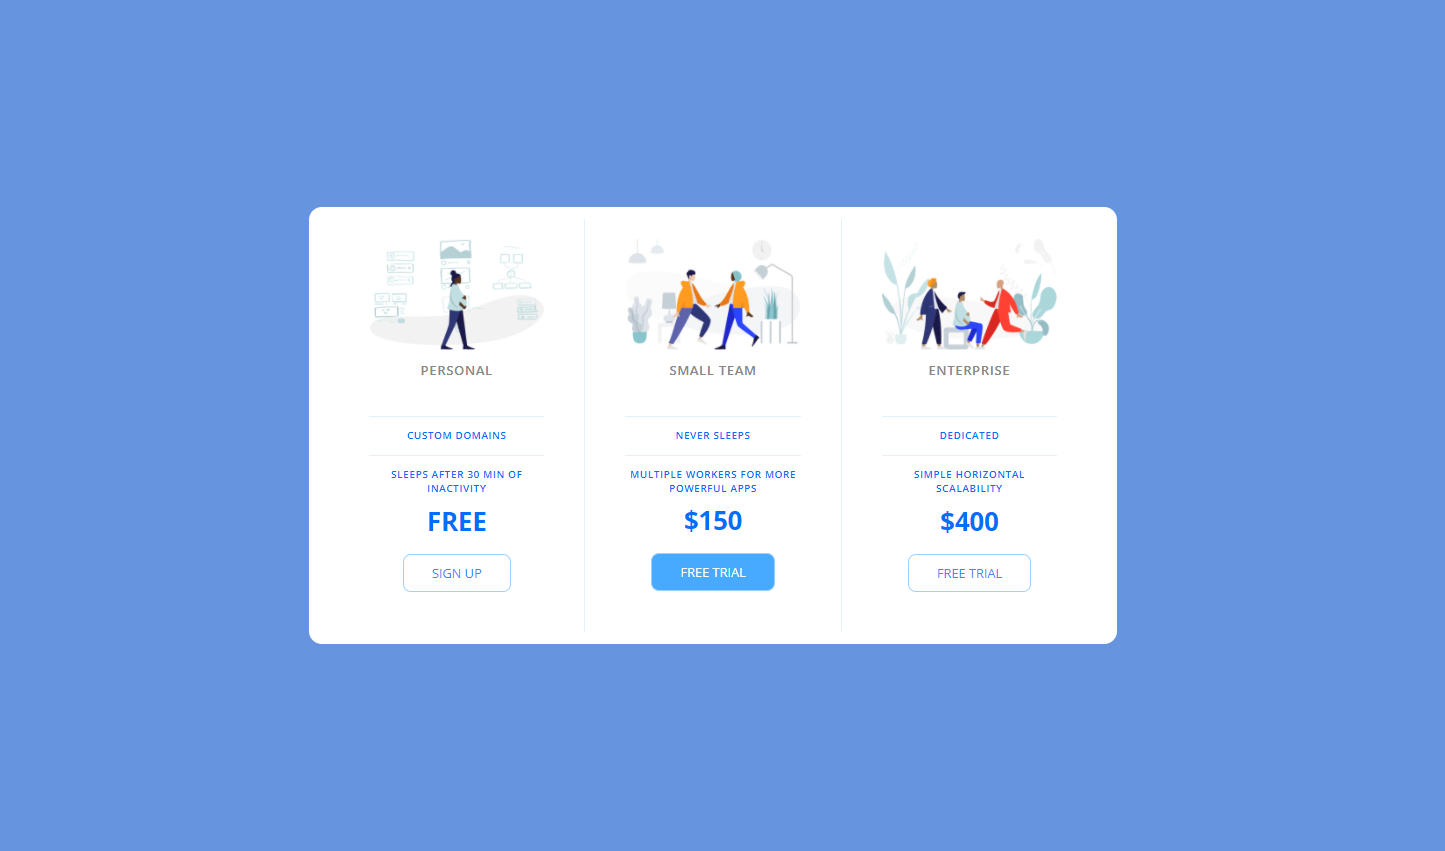 PERSONAL
CUSTOM DOMAINS
SLEEPS AFTER 30 MIN OF
INACTIVITY
FREE
SIGN UP
SMALL TEAM
NEVER SLEEPS
MULTIPLE WORKERS FOR MORE
POWERFUL APPS
$150
FREE TRIAL
ENTERPRISE
DEDICATED
SIMPLE HORIZONTAL
SCALABILITY
$400
FREE TRIAL